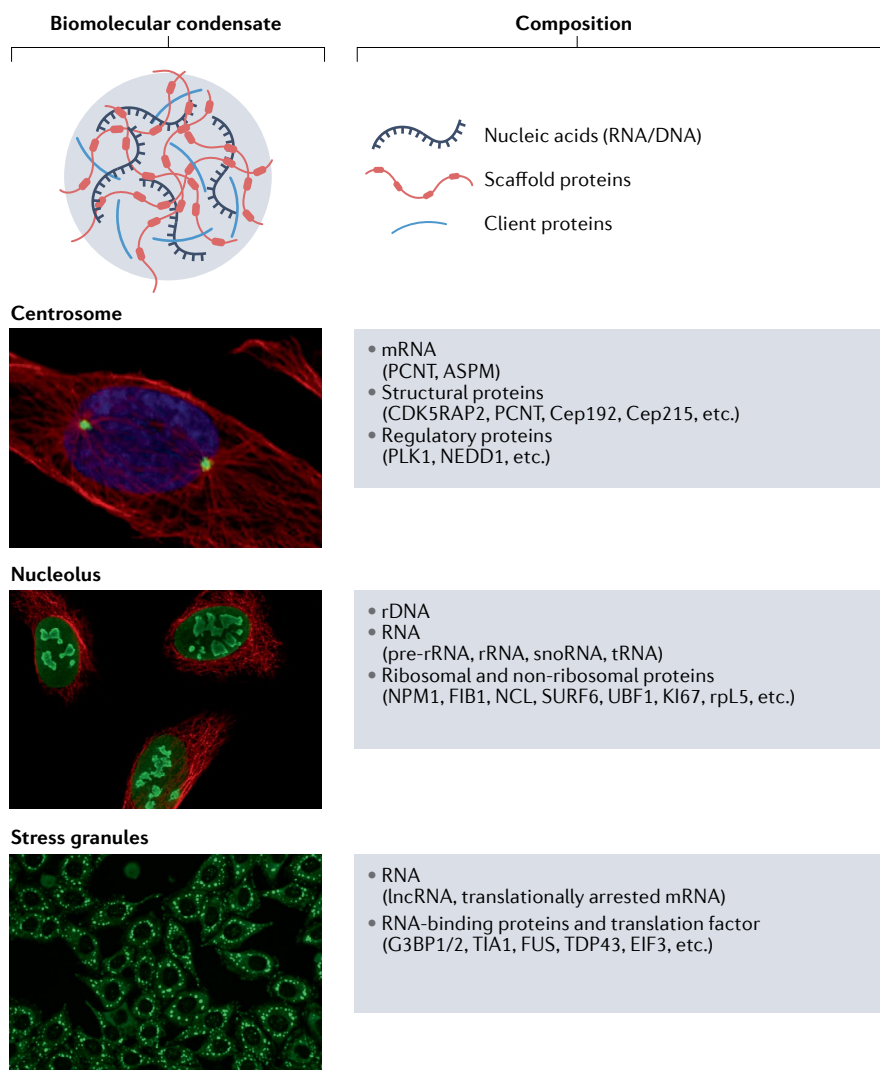 Biomolecular condensate
Composition
Nucleic acids (RNA/DNA)
Scaffold proteins
Client proteins
Centrosome
• mRNA
(PCNT, ASPM)
• Structural proteins
(CDK5RAP2, PCNT, Cep192, Cep215, etc.)
• Regulatory proteins
(PLK1, NEDD1, etc.)
Nucleolus
• rDNA
• RNA
(pre-rRNA, rRNA, snoRNA, tRNA)
• Ribosomal and non-ribosomal proteins
(NPM1, FIB1, NCL, SURF6, UBF1, KI67, rpL5, etc.)
Stress granules
• RNA
(lncRNA, translationally arrested mRNA)
• RNA-binding proteins and translation factor
(G3BP1/2, TIA1, FUS, TDP43, EIF3, etc.)